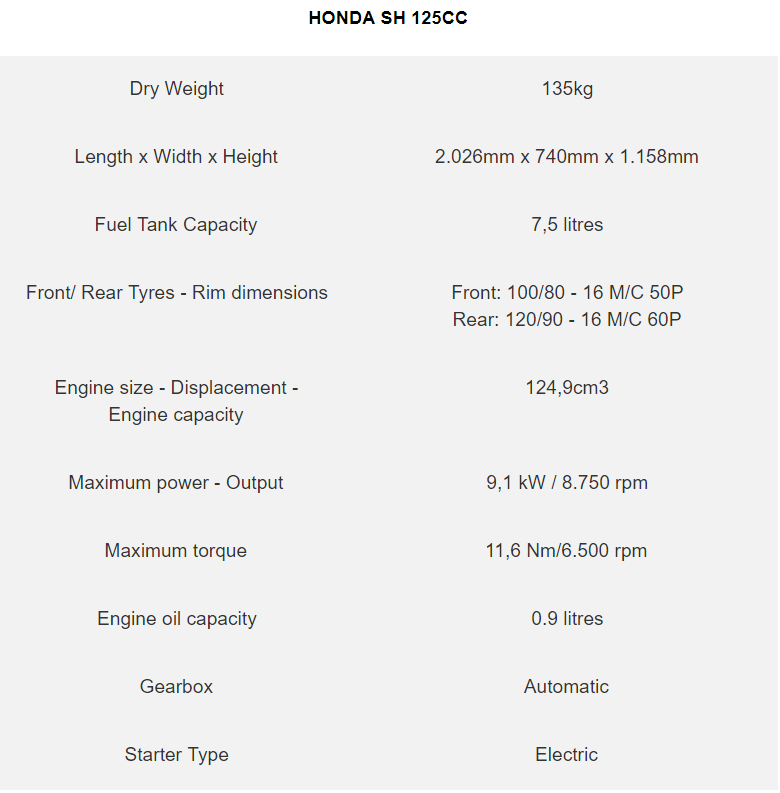 HONDA SH 125CC
Dry Weight 135kg
Length x Width x Height 2.026mm x 740mm x 1.158mm
Fuel Tank Capacity 7,5 litres
Front/ Rear Tyres - Rim dimensions Front: 100/80 - 16 M/C 50P
Rear: 120/90 - 16 M/C 60P
Engine size - Displacement - 124,9cm3
Engine capacity
Maximum power - Output 9,1 kW / 8.750 rpm
Maximum torque 11,6 Nm/6.500 rpm
Engine oil capacity 0.9 litres
Gearbox Automatic
Starter Type Electric